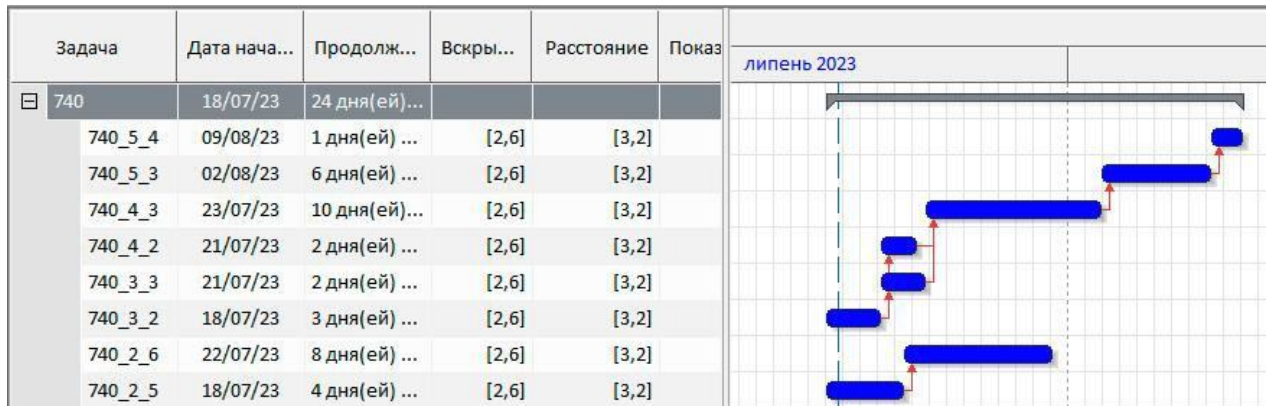 Задача Дата нача... Продолж... Вскры... Расстояние Показ
липень 2023
740 18/07/23 24 дня(ей)...
740_5_4 09/08/23 1 дня(ей) ... [2,6] [3,2]
740_5_3 02/08/23 6 дня(ей) ... [2,6] [3,2]
740_4_3 23/07/23 10 дня(ей)... [2,6] [3,2]
740_4_2 21/07/23 2 дня(ей) ... [2,6] [3,2]
740_3_3 21/07/23 2 дня(ей) ... [2,6] [3,2]
740_3_2 18/07/23 3 дня(ей) ... [2,6] [3,2]
740_2_6 22/07/23 8 дня(ей) ... [2,6] [3,2]
740_2_5 18/07/23 4 дня(ей) ... [2,6] [3,2]